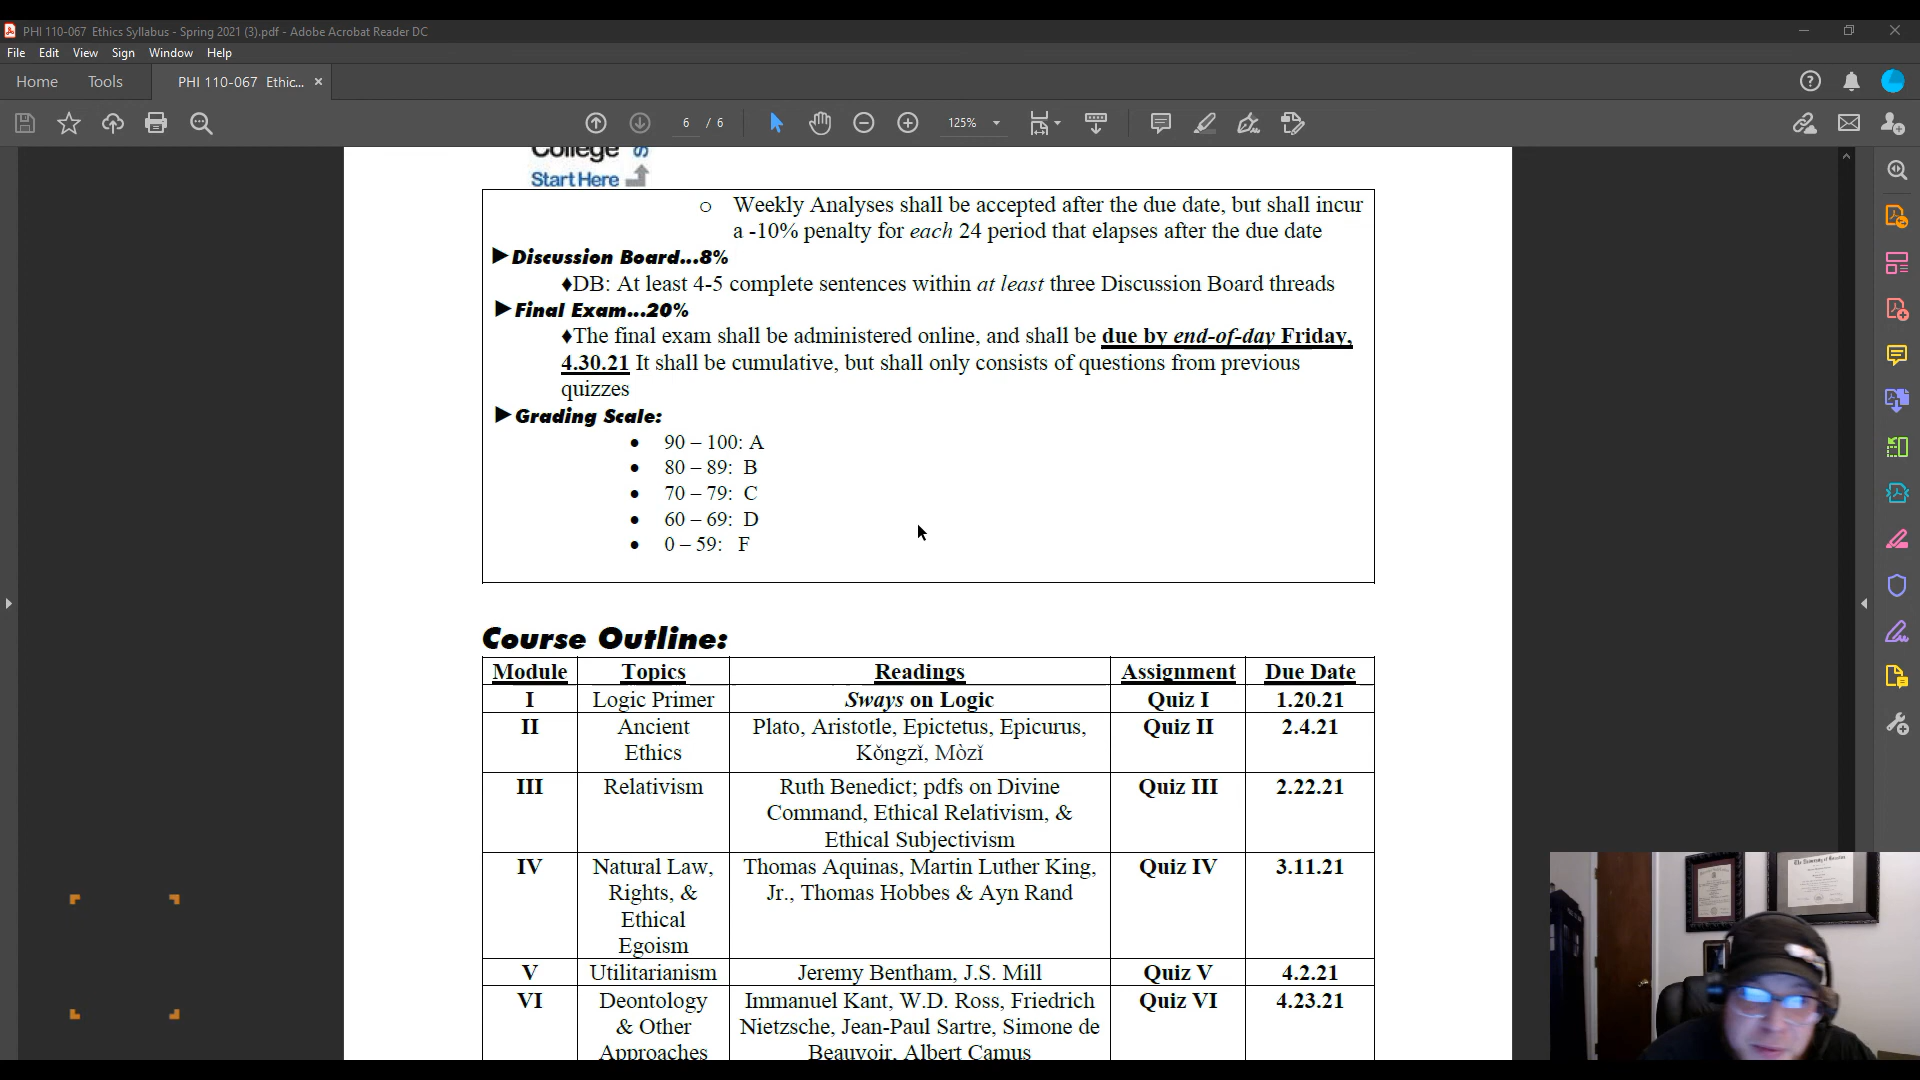 PHI 110-067 Ethics Syllabus - Spring 2021 (3).pdf - Adobe Acrobat Reader DC
File Edit View Sign Window Help
Home Tools PHI 110-067 Ethic... ×
6 / 6 125%
College
Start Here
o Weekly Analyses shall be accepted after the due date, but shall incur
a -10% penalty for each 24 period that elapses after the due date
►Discussion Board...8%
♦DB: At least 4-5 complete sentences within at least three Discussion Board threads
►Final Exam...20%
♦The final exam shall be administered online, and shall be due by end-of-day Friday,
4.30.21 It shall be cumulative, but shall only consists of questions from previous
quizzes
►Grading Scale:
• 90 – 100: A
• 80 – 89: B
• 70 – 79: C
• 60 – 69: D
• 0 – 59: F
Course Outline:
Module Topics Readings Assignment Due Date
I Logic Primer Sways on Logic Quiz I 1.20.21
II Ancient Plato, Aristotle, Epictetus, Epicurus, Quiz II 2.4.21
Ethics Kǒngzǐ, Mòzǐ
III Relativism Ruth Benedict; pdfs on Divine Quiz III 2.22.21
Command, Ethical Relativism, &
Ethical Subjectivism
IV Natural Law, Thomas Aquinas, Martin Luther King, Quiz IV 3.11.21
Rights, & Jr., Thomas Hobbes & Ayn Rand
Ethical
Egoism
V Utilitarianism Jeremy Bentham, J.S. Mill Quiz V 4.2.21
VI Deontology Immanuel Kant, W.D. Ross, Friedrich Quiz VI 4.23.21
& Other Nietzsche, Jean-Paul Sartre, Simone de
Approaches Beauvoir, Albert Camus